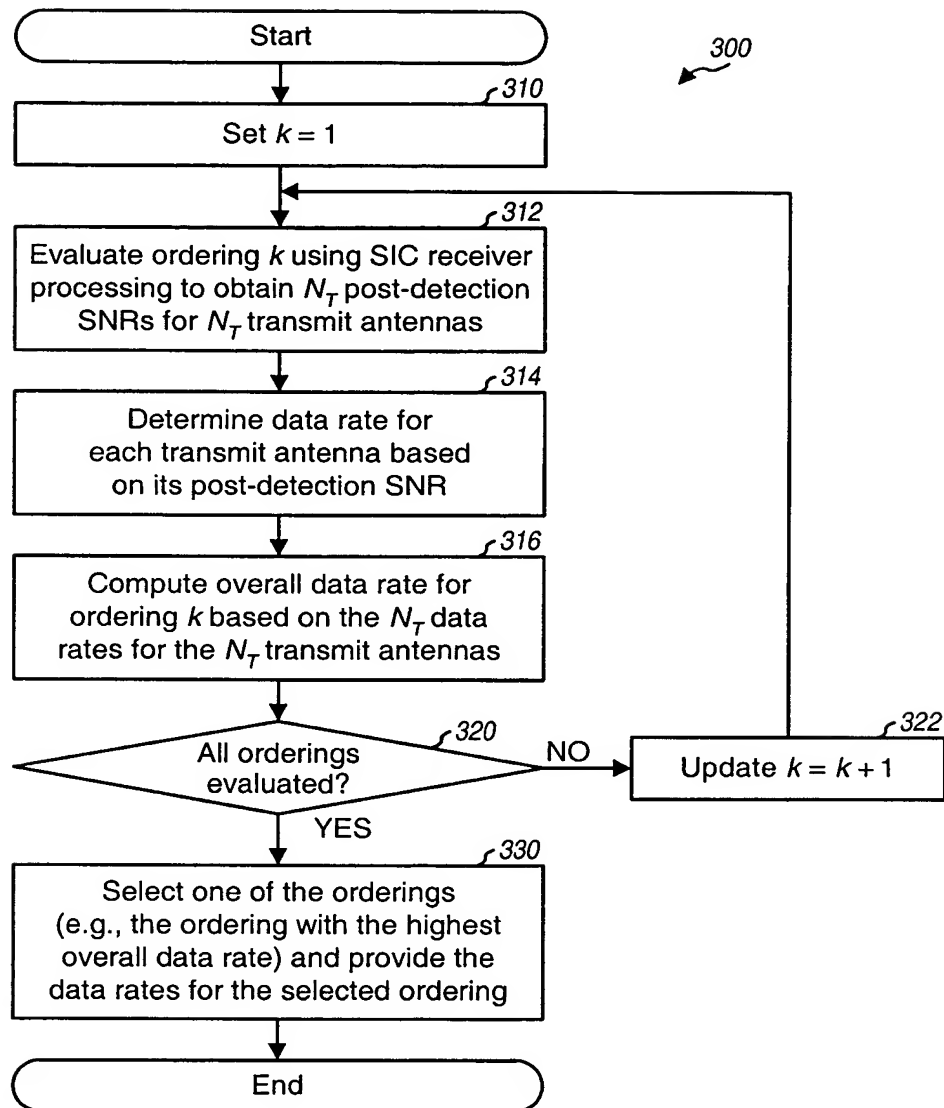 Start
300
310
Set k = 1
312
Evaluate ordering k using SIC receiver
processing to obtain N_T post-detection
SNRs for N_T transmit antennas
314
Determine data rate for
each transmit antenna based
on its post-detection SNR
316
Compute overall data rate for
ordering k based on the N_T data
rates for the N_T transmit antennas
320
All orderings
evaluated?
NO
322
Update k = k + 1
YES
330
Select one of the orderings
(e.g., the ordering with the highest
overall data rate) and provide the
data rates for the selected ordering
End